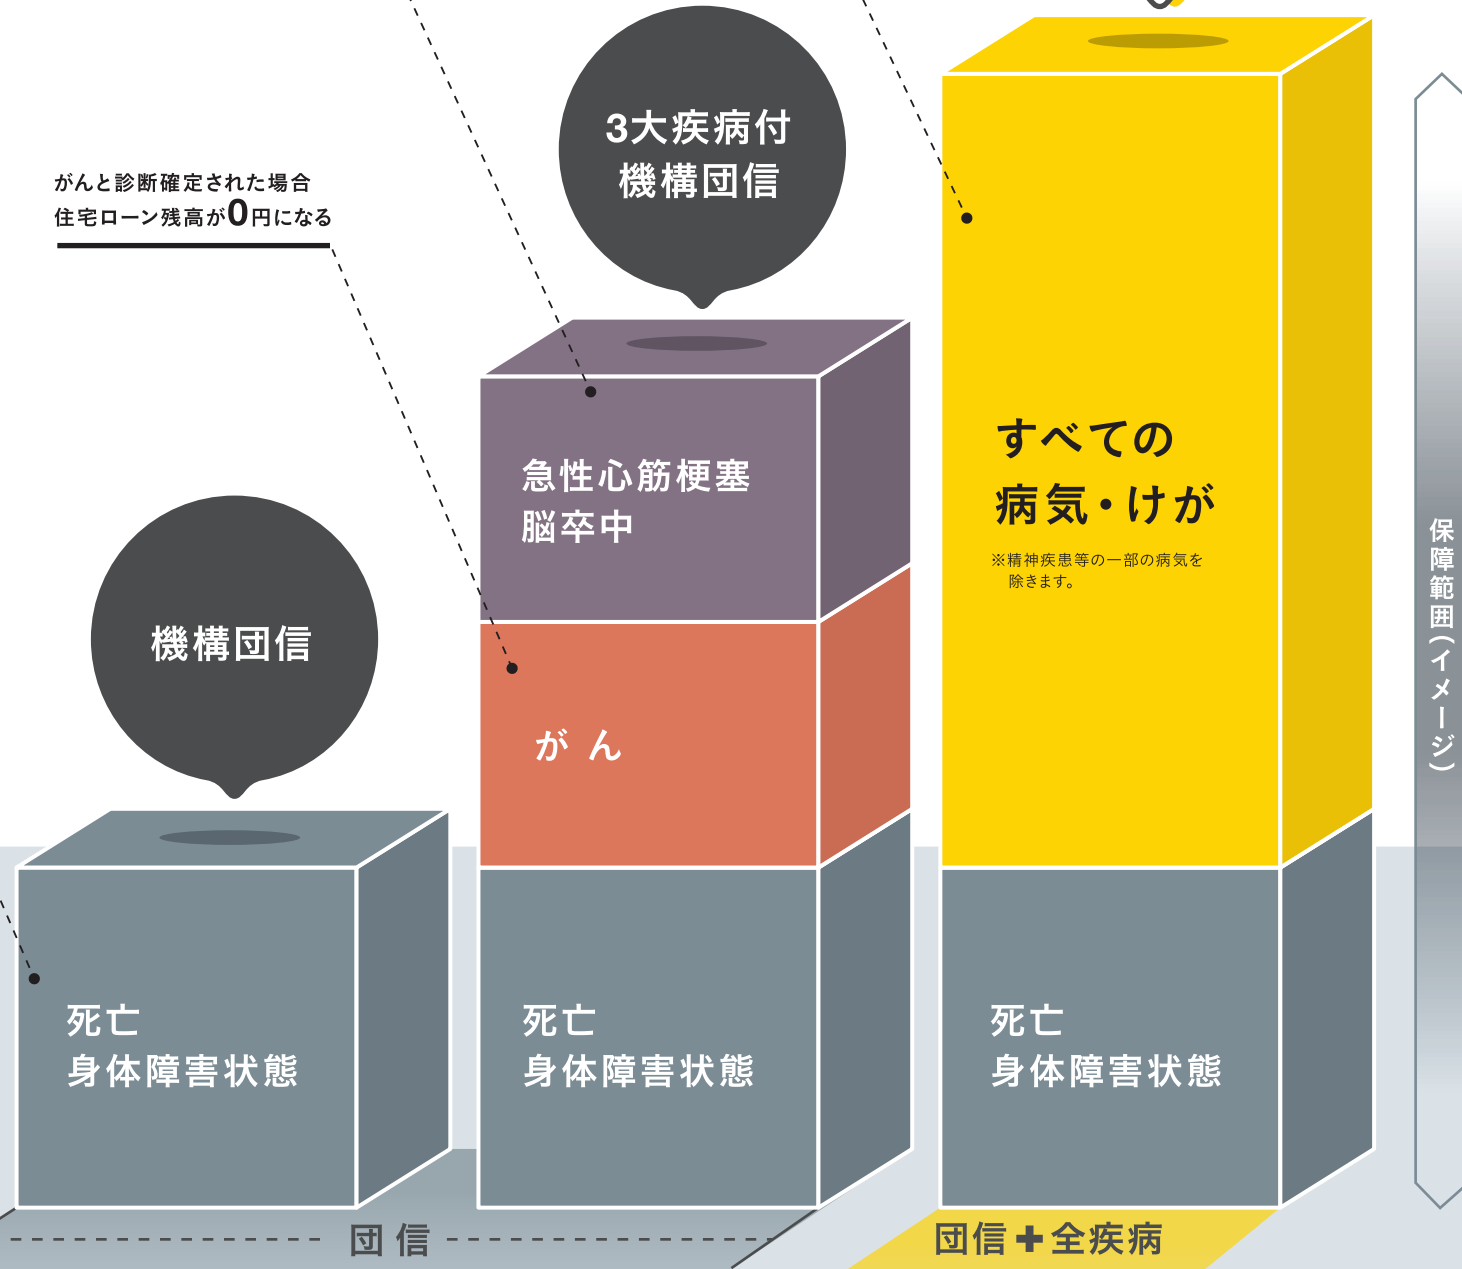 3大疾病付
機構団信
がんと診断確定された場合
住宅ローン残高が0円になる
機構団信
急性心筋梗塞
脳卒中
がん
すべての
病気・けが
※精神疾患等の一部の病気を
除きます。
保障範囲(イメージ)
死亡
身体障害状態
死亡
身体障害状態
死亡
身体障害状態
団信
団信+全疾病